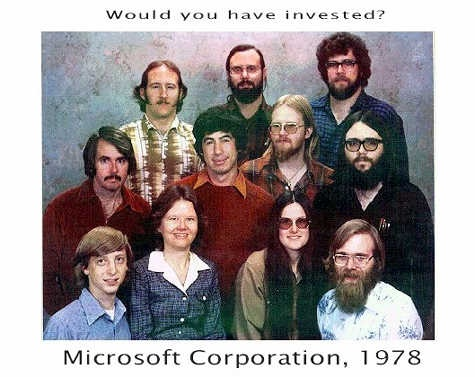 Would you have invested?
Microsoft Corporation, 1978